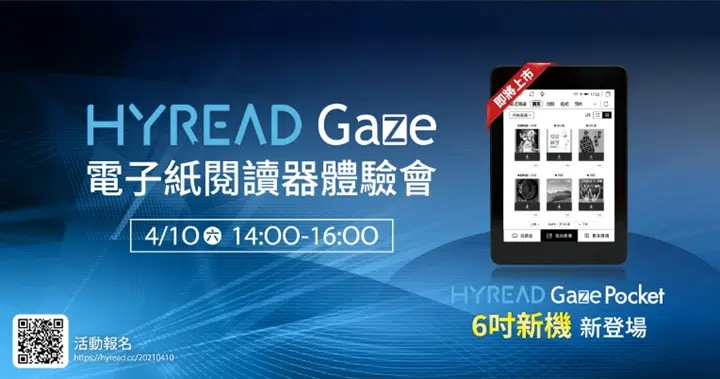 HYREAD Gaze
電子紙閱讀器體驗會
4/10 六 14:00-16:00
活動報名
https://hyread.cc/20210410
即將上市
HYREAD Gaze Pocket
6吋新機 新登場